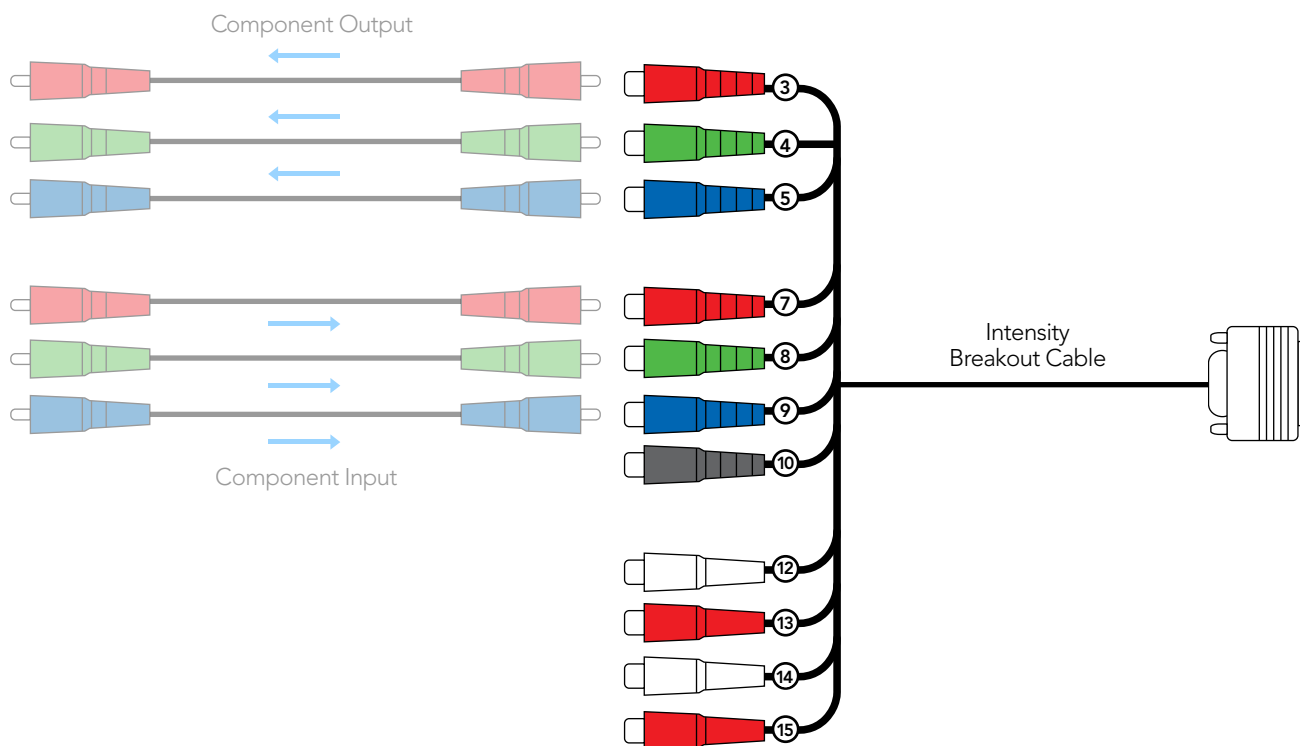 Component Output
3
4
5
7
8
9
10
Component Input
Intensity
Breakout Cable
12
13
14
15